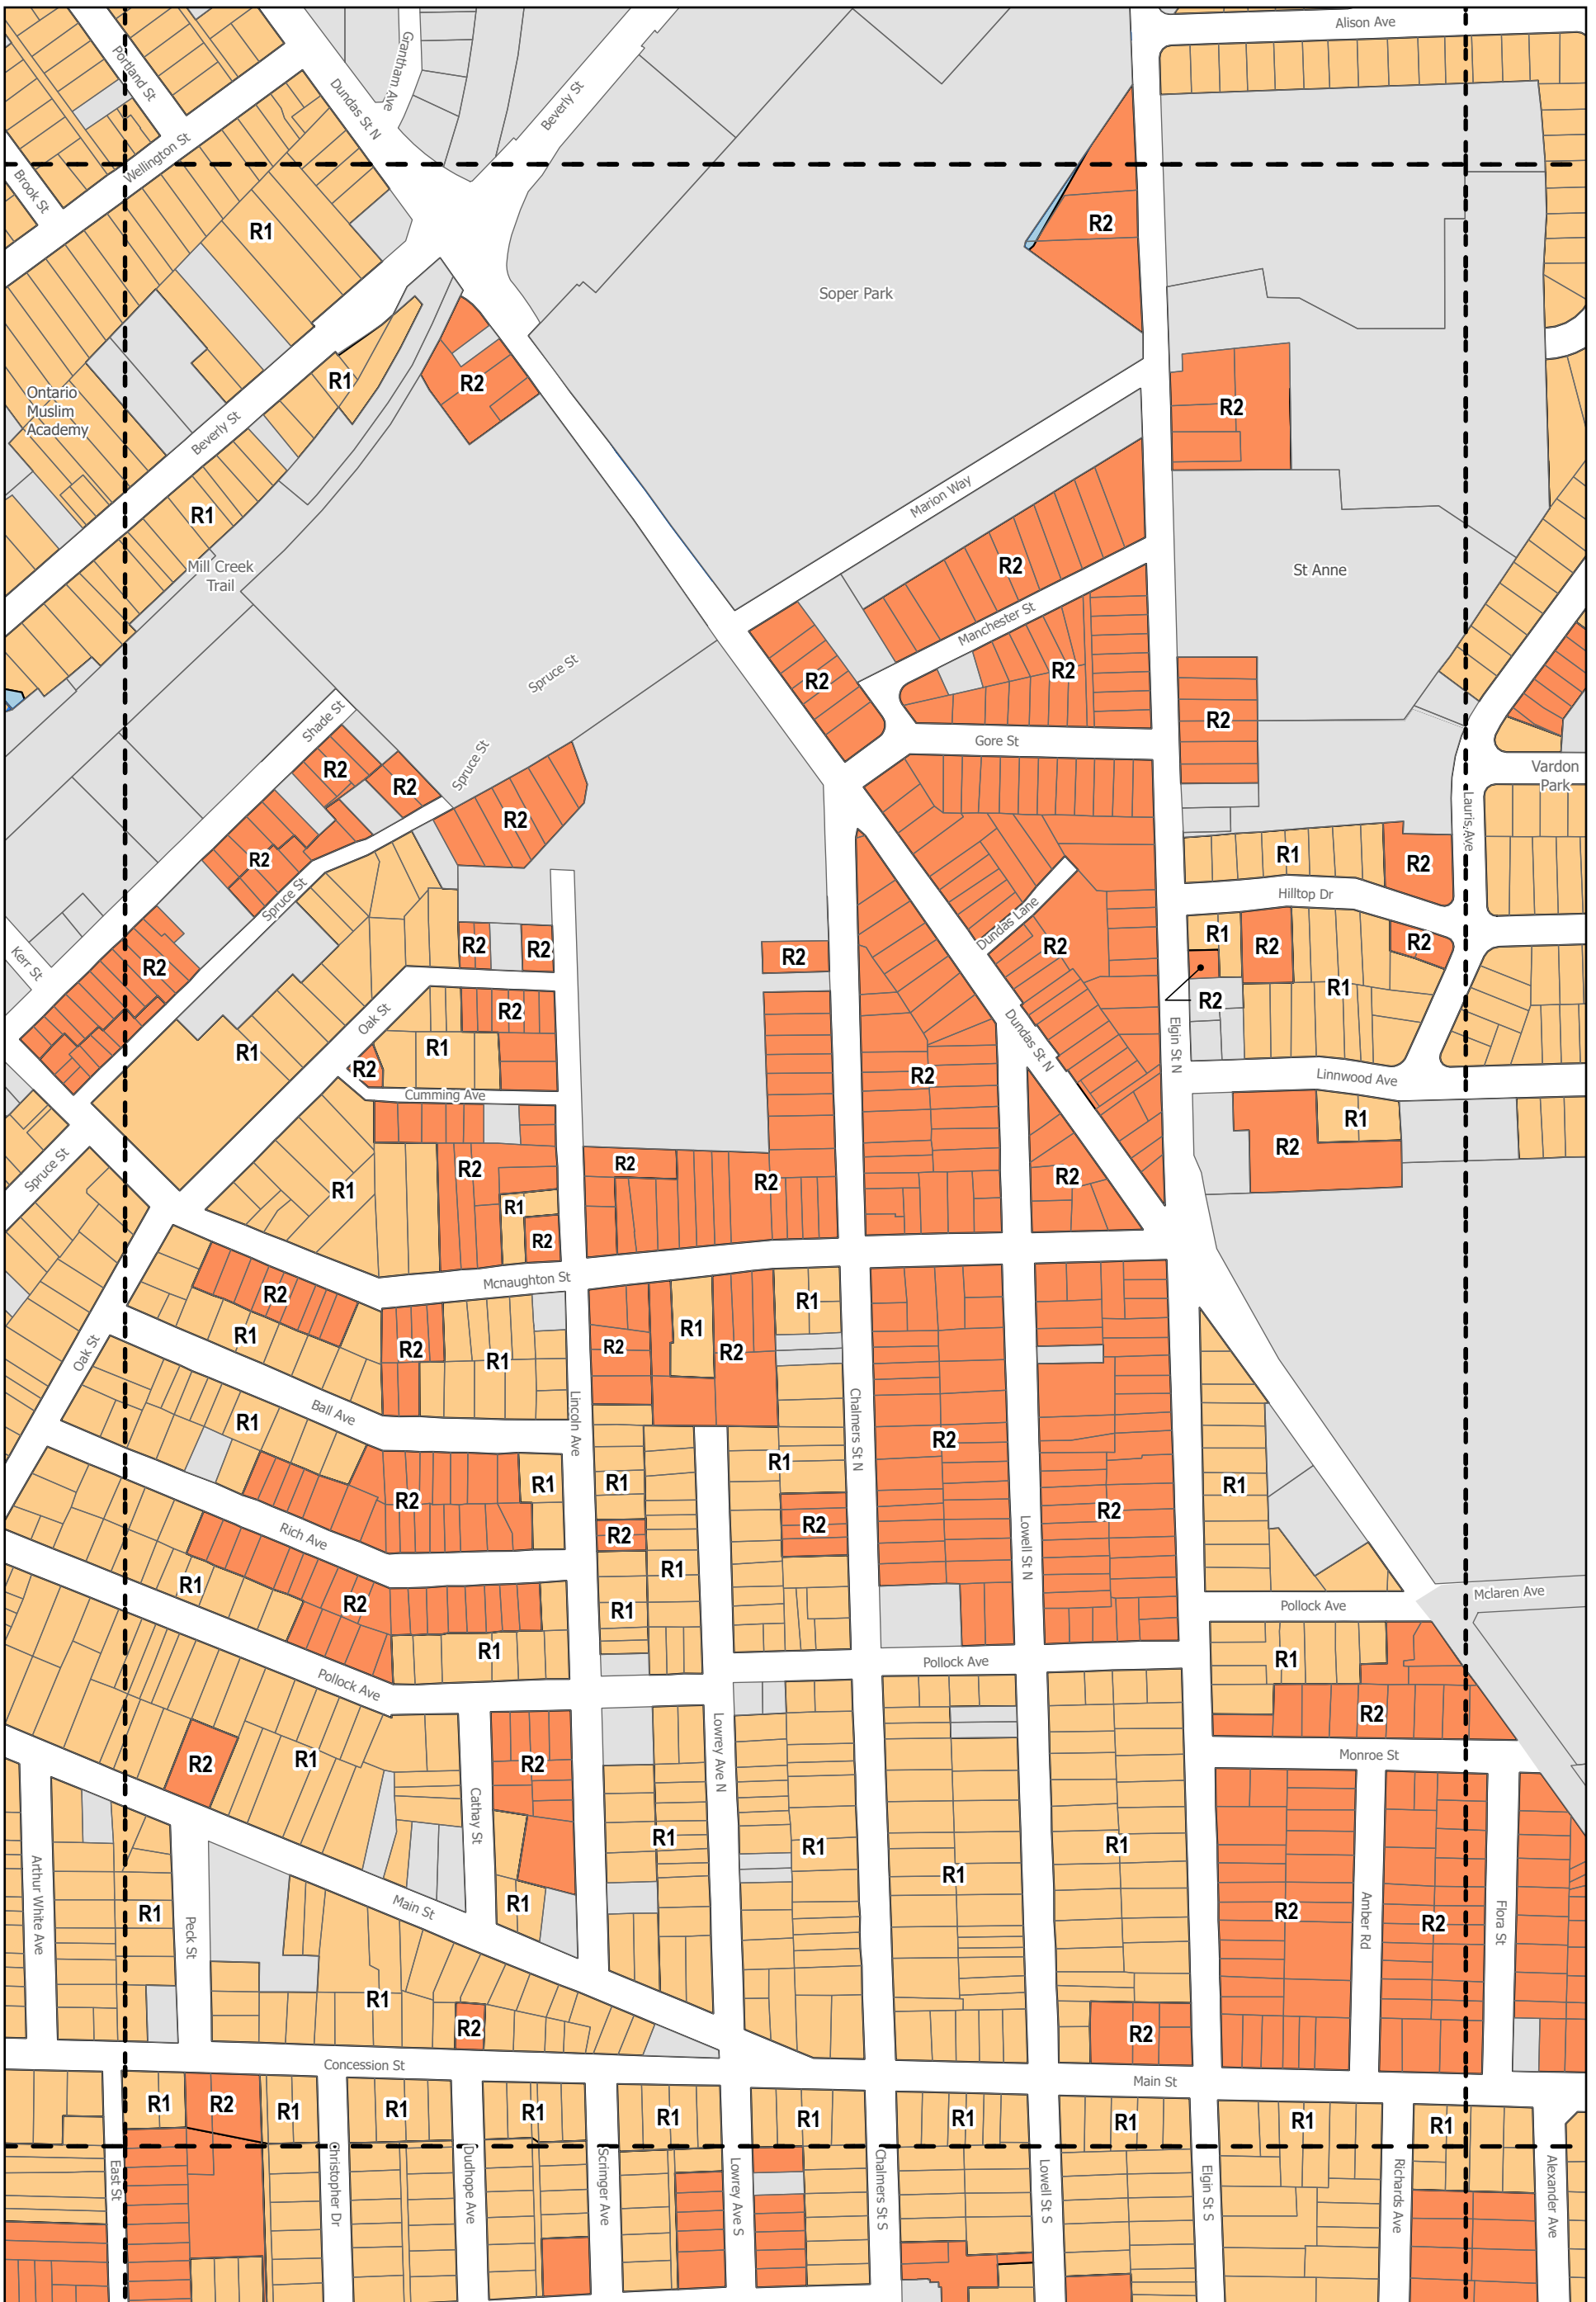 Alison Ave
Portland St
Grantham Ave
Dundas St N
Beverly St
Wellington St
Brook St
R1
R2
Soper Park
R1
R2
R2
Ontario
Muslim
Academy
Beverly St
R1
Marion Way
R2
St Anne
Mill Creek
Trail
Manchester St
R2
R2
Spruce St
R2
Shade St
Gore St
Spruce St
Vardon
Park
R2
R2
R2
Lauris Ave
R2
R1
R2
Spruce St
Hilltop Dr
Dundas Lane
R1
R2
R2
R2
R2
R2
R2
Kerr St
R2
R1
R2
R2
Oak St
Dundas St N
Elgin St N
R1
R1
R2
R2
Linnwood Ave
Cumming Ave
R1
R2
Spruce St
R2
R2
R2
R2
R1
R1
R2
Mcnaughton St
R2
R1
R1
R1
R2
R2
R2
R1
Oak St
Ball Ave
Lincoln Ave
Chalmers St N
R1
R2
R1
R1
R1
R1
R2
R2
Rich Ave
R2
R2
Lowell St N
R1
R1
R2
R1
Mclaren Ave
Pollock Ave
R1
Pollock Ave
R1
Pollock Ave
R2
Lowrey Ave N
Monroe St
R2
R1
R2
Cathay St
R1
R1
R1
R1
Arthur White Ave
Peck St
Main St
R1
R1
R2
Amber Rd
R2
Flora St
R1
R2
R2
Concession St
Main St
R1
R2
R1
R1
R1
R1
R1
R1
R1
R1
R1
East St
Christopher Dr
Dudhope Ave
Scrimger Ave
Lowrey Ave S
Chalmers St S
Lowell St S
Elgin St S
Richards Ave
Alexander Ave